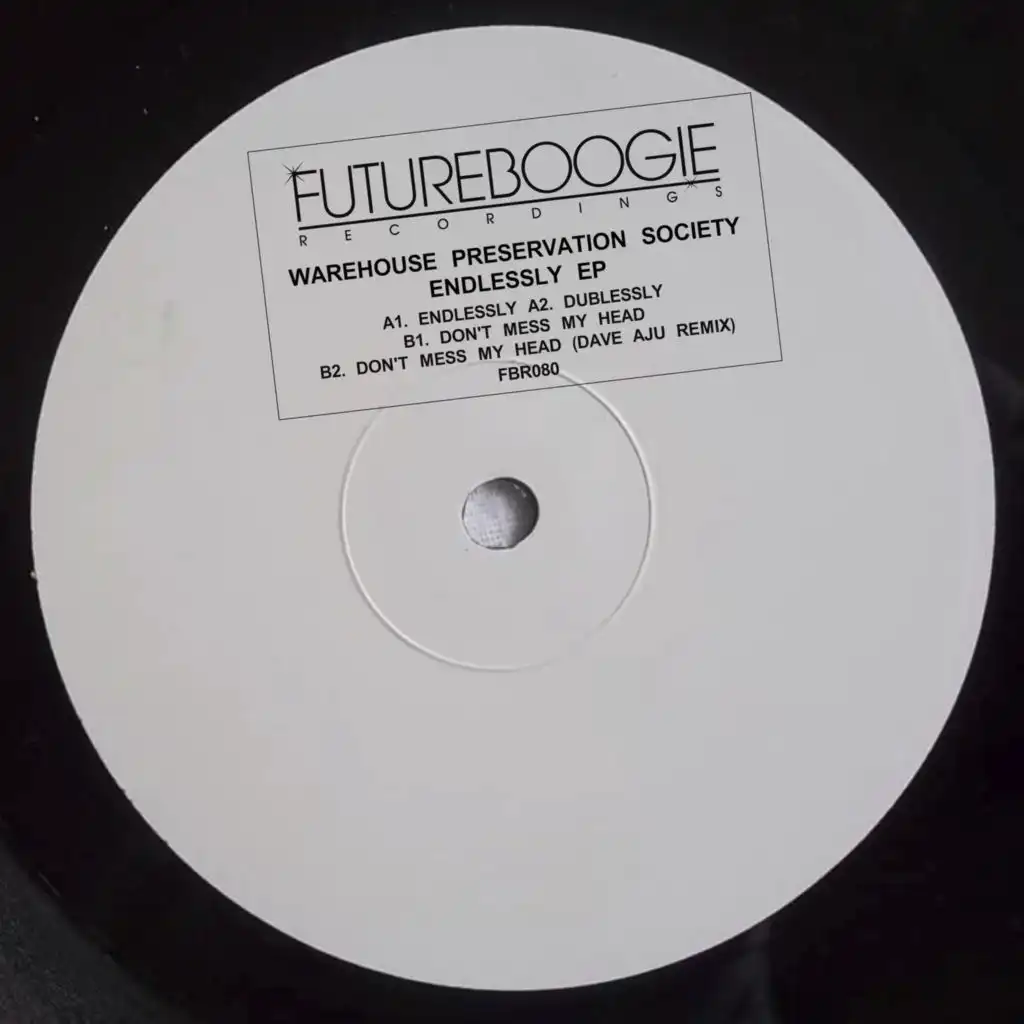 FUTUREBOOGIE
RECORDINGS
WAREHOUSE PRESERVATION SOCIETY
ENDLESSLY EP
A1. ENDLESSLY A2. DUBLESSLY
B1. DON'T MESS MY HEAD
B2. DON'T MESS MY HEAD (DAVE AJU REMIX)
FBR080